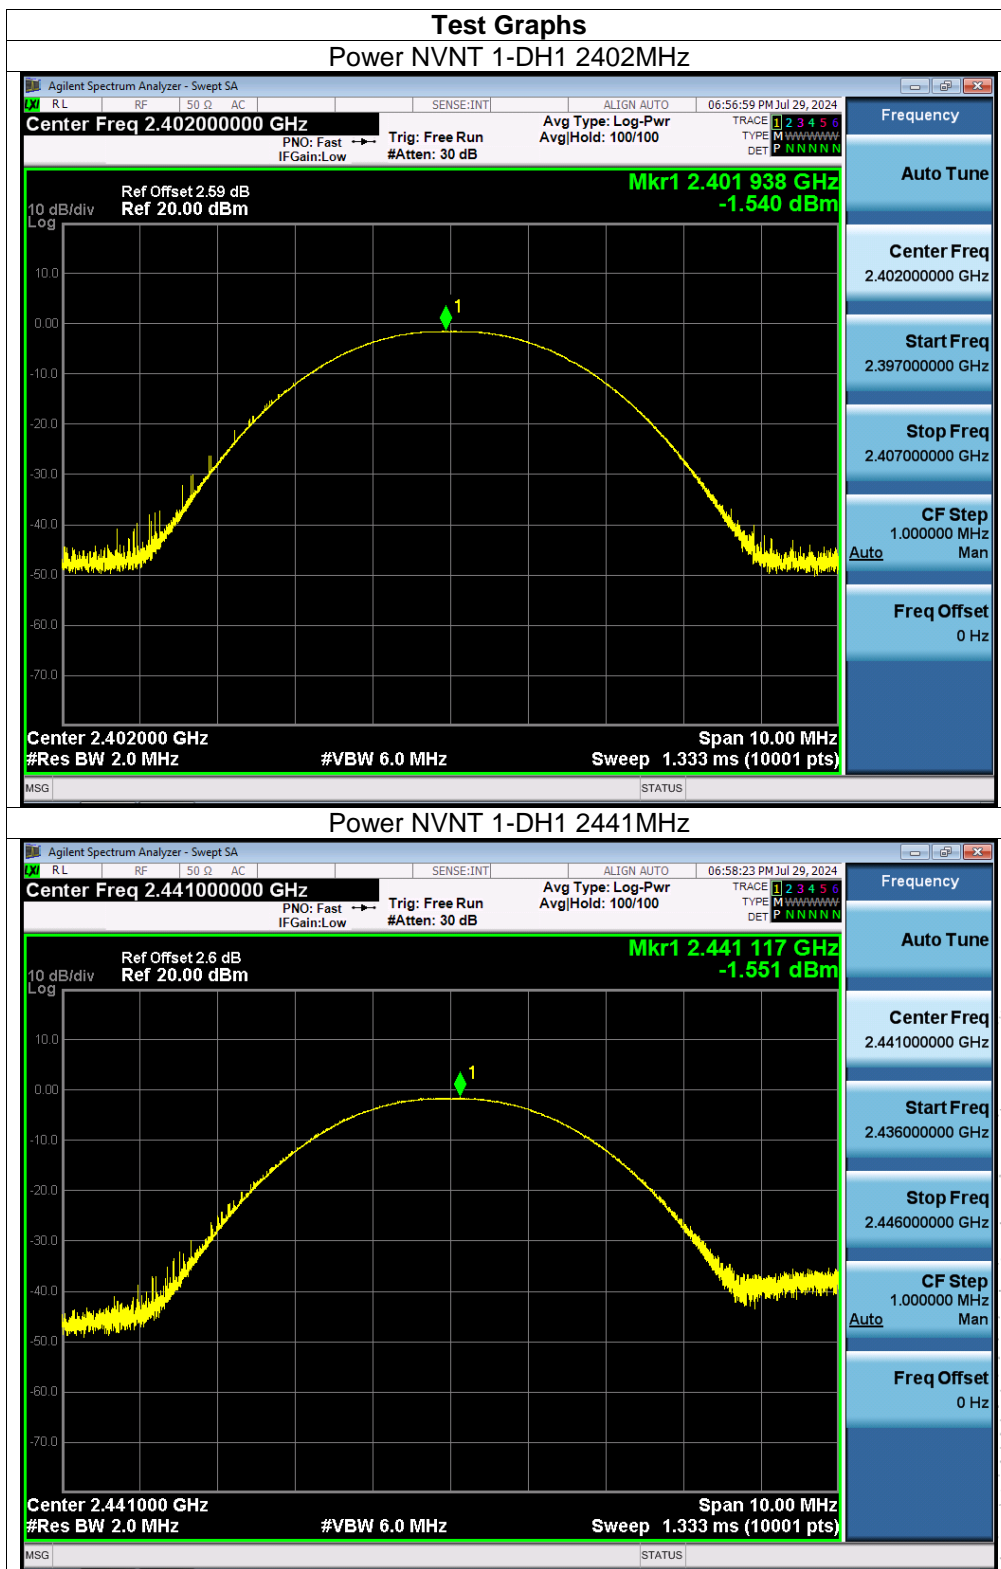 Test Graphs
Power NVNT 1-DH1 2402MHz
Agilent Spectrum Analyzer - Swept SA
LXI RL RF 50 Ω AC SENSE:INT ALIGN AUTO 06:56:59 PM Jul 29, 2024
Center Freq 2.402000000 GHz
PNO: Fast
IFGain:Low
Trig: Free Run
#Atten: 30 dB
Avg Type: Log-Pwr
Avg|Hold: 100/100
TRACE 1 2 3 4 5 6
TYPE M WWWWW
DET P N N N N N
Frequency
Auto Tune
Center Freq
2.402000000 GHz
Start Freq
2.397000000 GHz
Stop Freq
2.407000000 GHz
CF Step
1.000000 MHz
Auto Man
Freq Offset
0 Hz
Mkr1 2.401 938 GHz
-1.540 dBm
Ref Offset 2.59 dB
10 dB/div Ref 20.00 dBm
Log
10.0
1
0.00
-10.0
-20.0
-30.0
-40.0
-50.0
-60.0
-70.0
Center 2.402000 GHz Span 10.00 MHz
#Res BW 2.0 MHz #VBW 6.0 MHz Sweep 1.333 ms (10001 pts)
MSG STATUS
Power NVNT 1-DH1 2441MHz
Agilent Spectrum Analyzer - Swept SA
LXI RL RF 50 Ω AC SENSE:INT ALIGN AUTO 06:58:23 PM Jul 29, 2024
Center Freq 2.441000000 GHz
PNO: Fast
IFGain:Low
Trig: Free Run
#Atten: 30 dB
Avg Type: Log-Pwr
Avg|Hold: 100/100
TRACE 1 2 3 4 5 6
TYPE M WWWWW
DET P N N N N N
Frequency
Auto Tune
Center Freq
2.441000000 GHz
Start Freq
2.436000000 GHz
Stop Freq
2.446000000 GHz
CF Step
1.000000 MHz
Auto Man
Freq Offset
0 Hz
Mkr1 2.441 117 GHz
-1.551 dBm
Ref Offset 2.6 dB
10 dB/div Ref 20.00 dBm
Log
10.0
1
0.00
-10.0
-20.0
-30.0
-40.0
-50.0
-60.0
-70.0
Center 2.441000 GHz Span 10.00 MHz
#Res BW 2.0 MHz #VBW 6.0 MHz Sweep 1.333 ms (10001 pts)
MSG STATUS